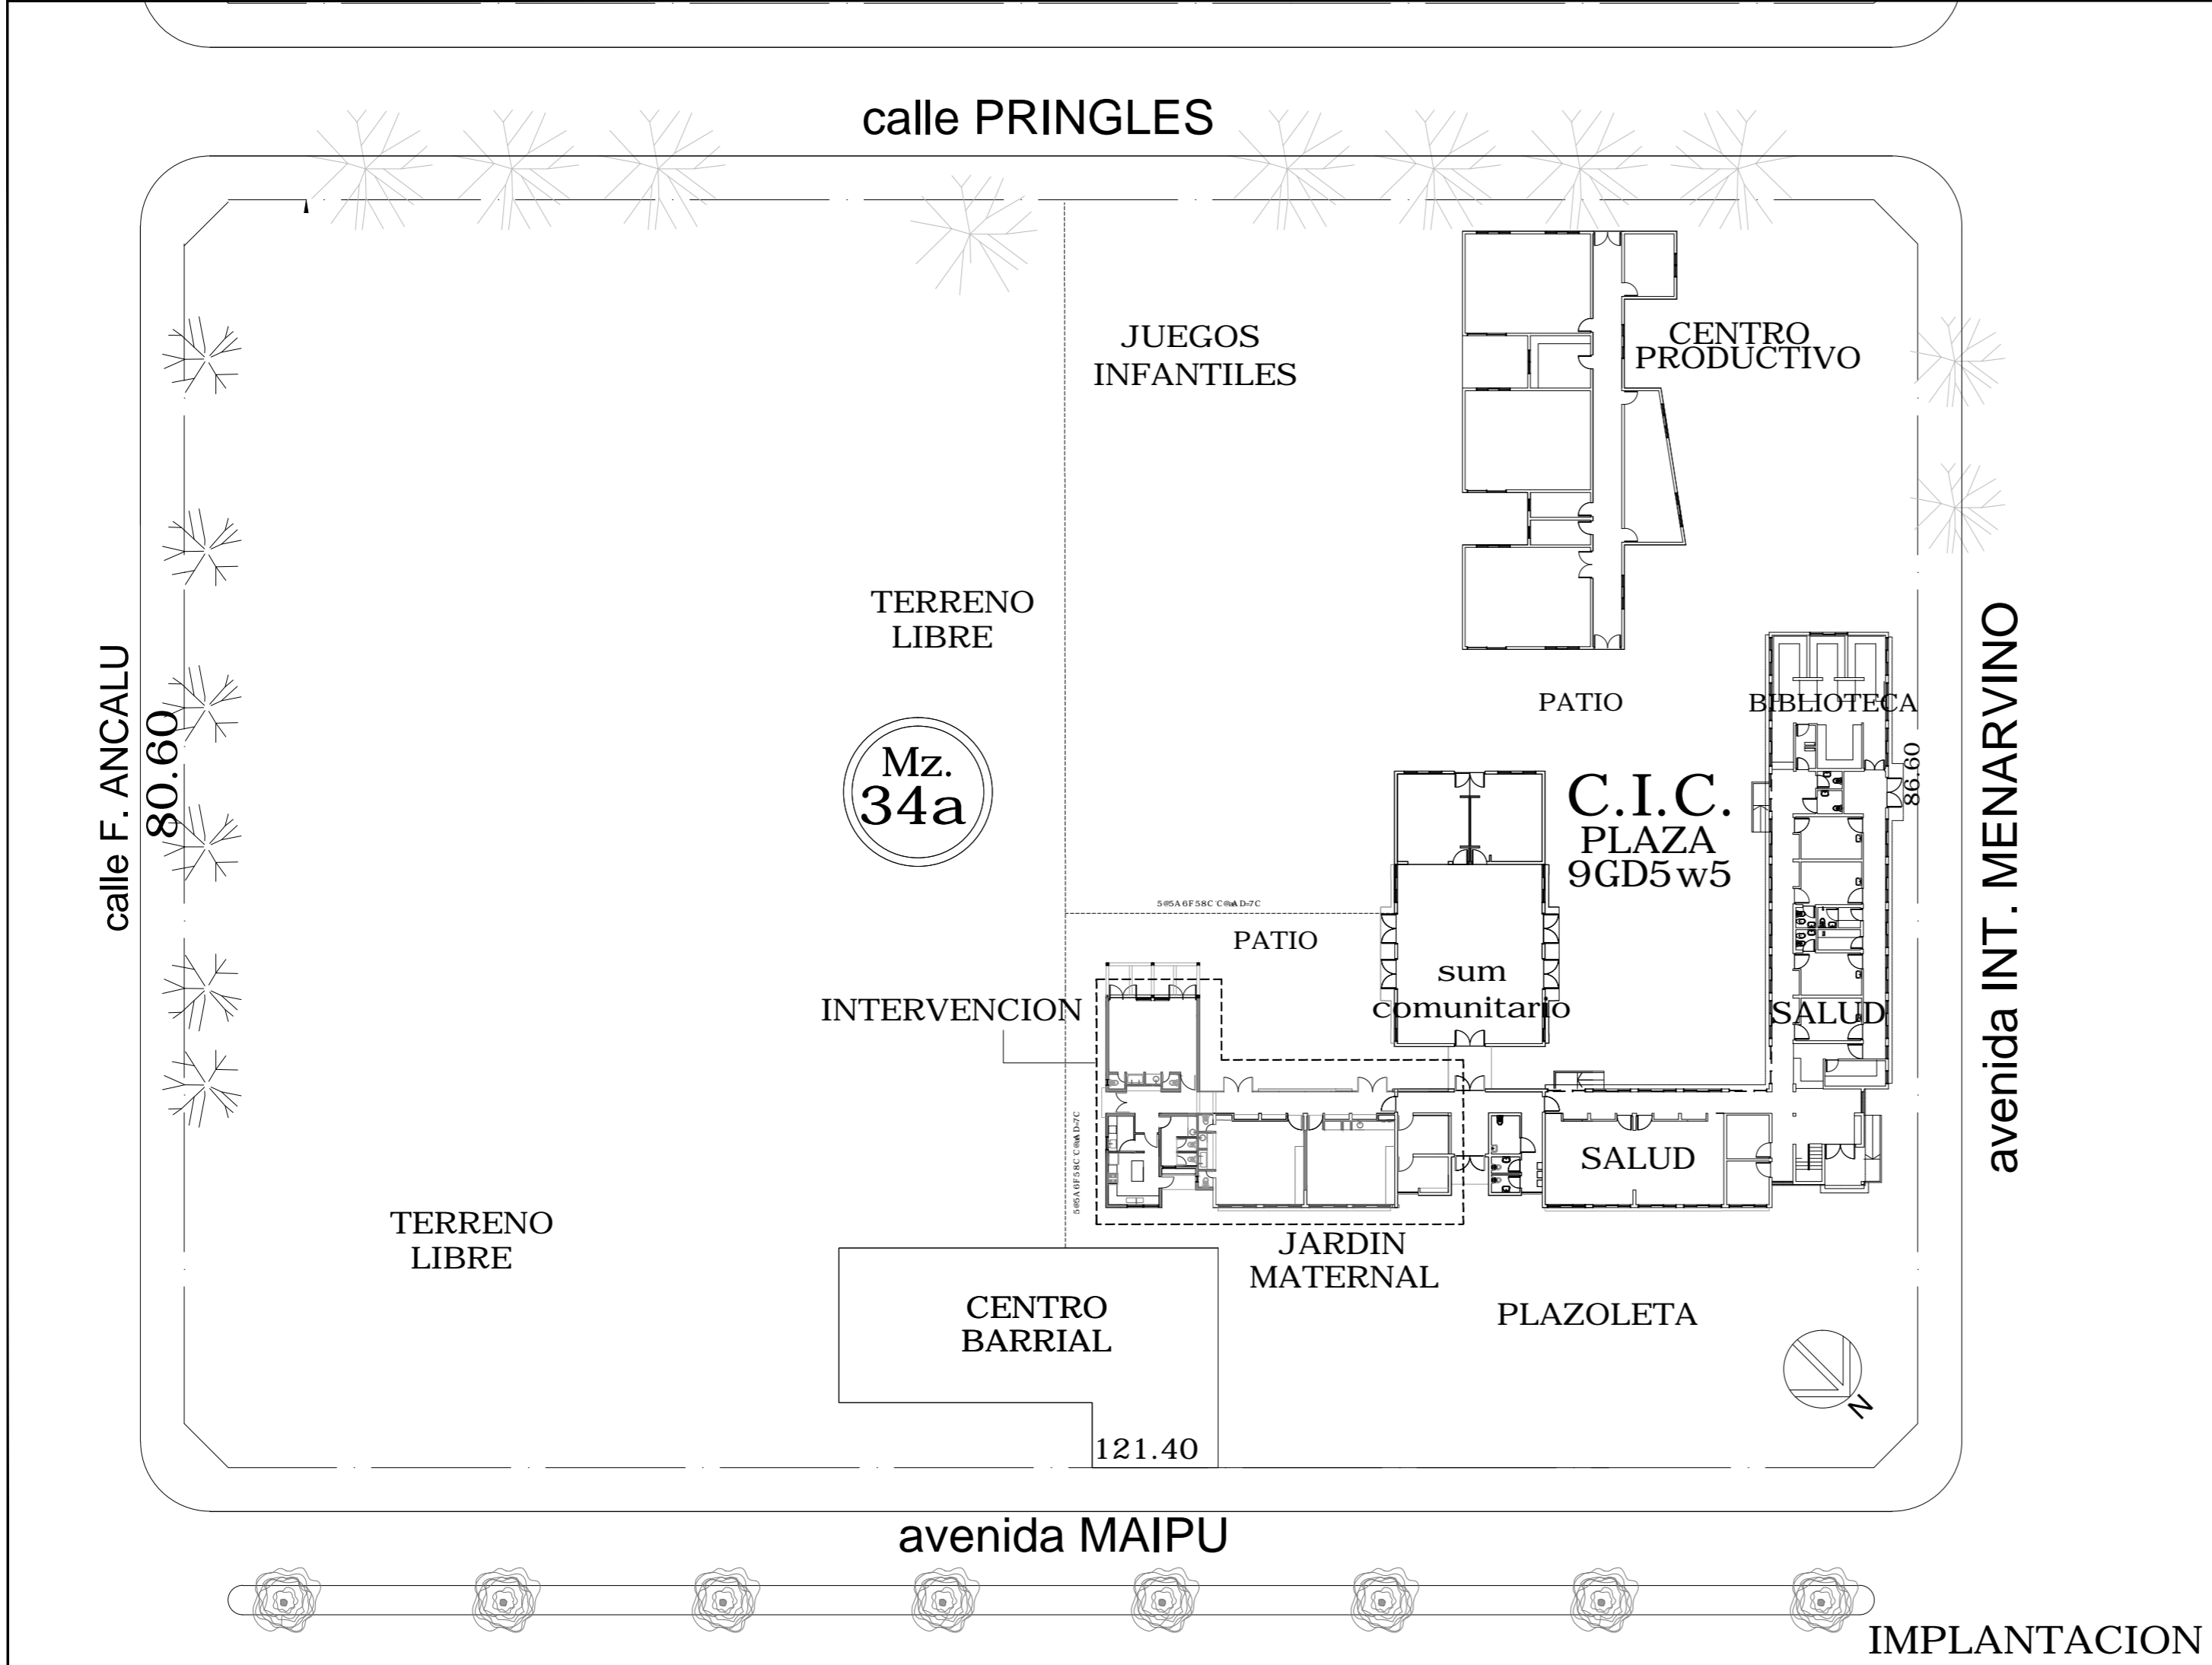 calle PRINGLES
JUEGOS
INFANTILES
CENTRO
PRODUCTIVO
TERRENO
LIBRE
calle F. ANCALU
80.60
Mz.
34a
PATIO
BIBLIOTECA
86.60
avenida INT. MENARVINO
C.I.C.
PLAZA
9GD5w5
PATIO
sum
comunitario
INTERVENCION
SALUD
SALUD
TERRENO
LIBRE
JARDIN
MATERNAL
CENTRO
BARRIAL
PLAZOLETA
N
121.40
avenida MAIPU
IMPLANTACION